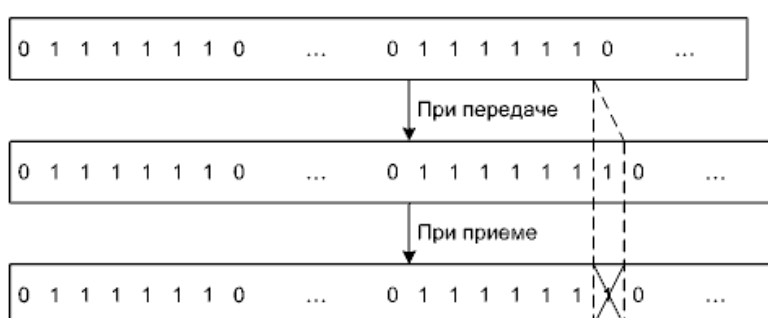 0 1 1 1 1 1 1 0 ... 0 1 1 1 1 1 1 0 ...
При передаче
0 1 1 1 1 1 1 0 ... 0 1 1 1 1 1 1 1 0 ...
При приеме
0 1 1 1 1 1 1 0 ... 0 1 1 1 1 1 1 1 0 ...